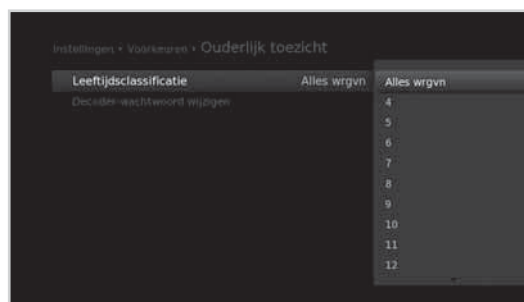 Instellingen • Voorkeuren • Ouderlijk toezicht
Leeftijdsclassificatie Alles wrgvn
Decoder-wachtwoord wijzigen
Alles wrgvn
4
5
6
7
8
9
10
11
12